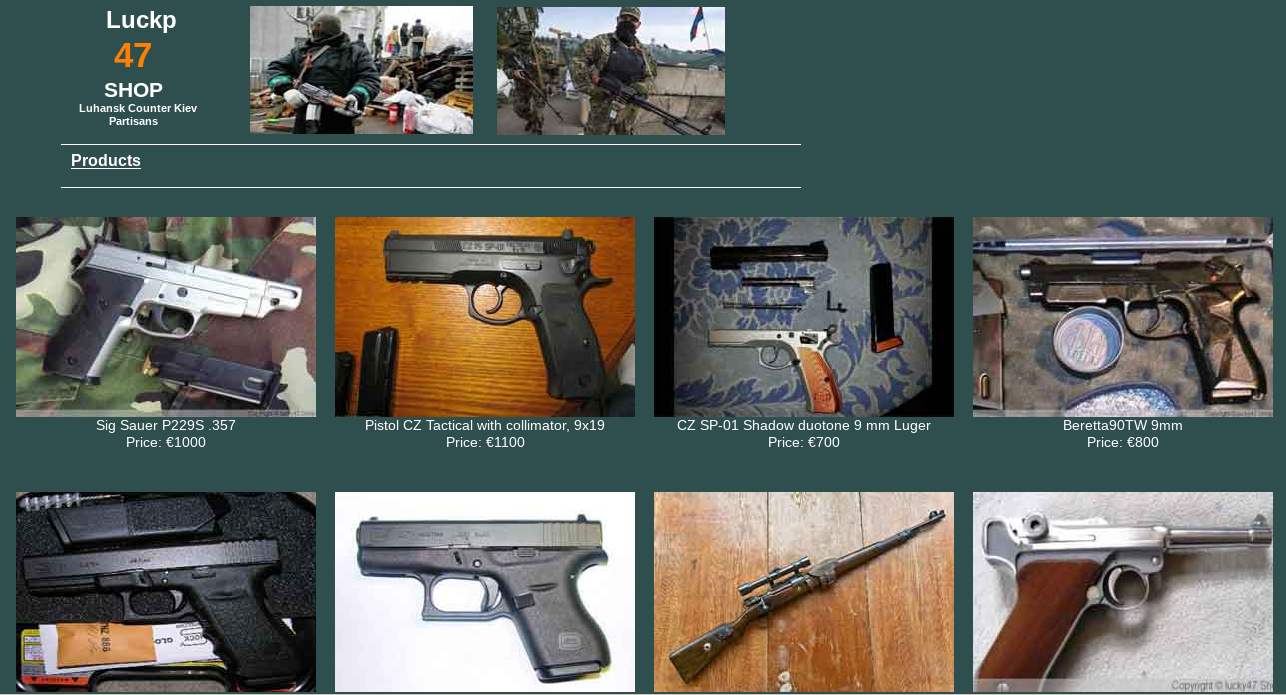 Luckp
47
SHOP
Luhansk Counter Kiev
Partisans
Products
Sig Sauer P229S .357
Price: €1000
Pistol CZ Tactical with collimator, 9x19
Price: €1100
CZ SP-01 Shadow duotone 9 mm Luger
Price: €700
Beretta90TW 9mm
Price: €800
Copyright © lucky47 Sho